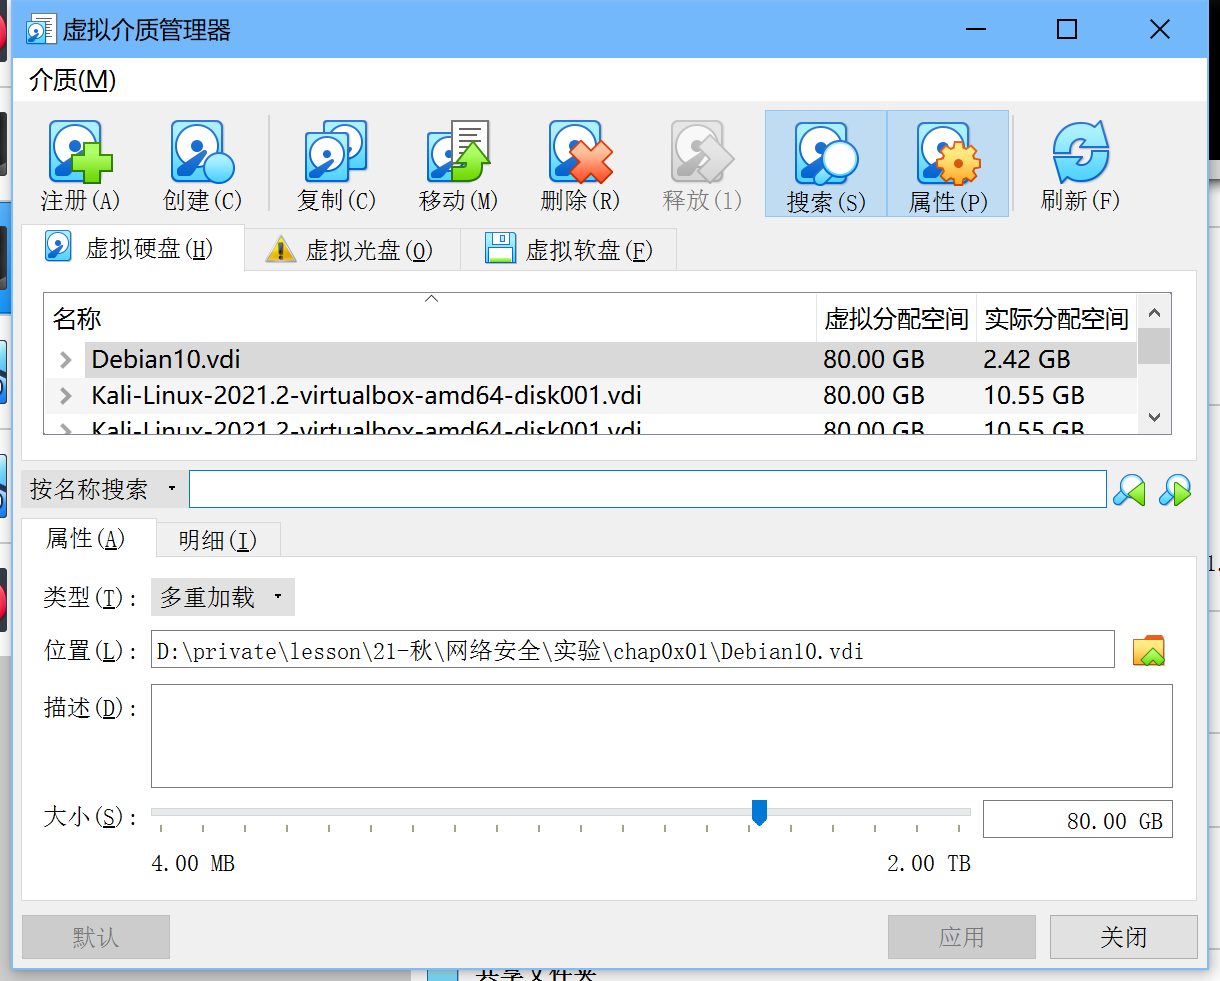 虚拟介质管理器
介质(M)
注册(A) 创建(C) 复制(C) 移动(M) 删除(R) 释放(l) 搜索(S) 属性(P) 刷新(F)
虚拟硬盘(H) 虚拟光盘(O) 虚拟软盘(F)
名称 虚拟分配空间 实际分配空间
Debian10.vdi 80.00 GB 2.42 GB
Kali-Linux-2021.2-virtualbox-amd64-disk001.vdi 80.00 GB 10.55 GB
Kali-Linux-2021.2-virtualbox-amd64-disk001.vdi 80.00 GB 10.55 GB
按名称搜索
属性(A) 明细(I)
类型(T): 多重加载
位置(L): D:\private\lesson\21-秋\网络安全\实验\chap0x01\Debian10.vdi
描述(D):
大小(S): 80.00 GB
4.00 MB 2.00 TB
默认 应用 关闭
共享文件夹